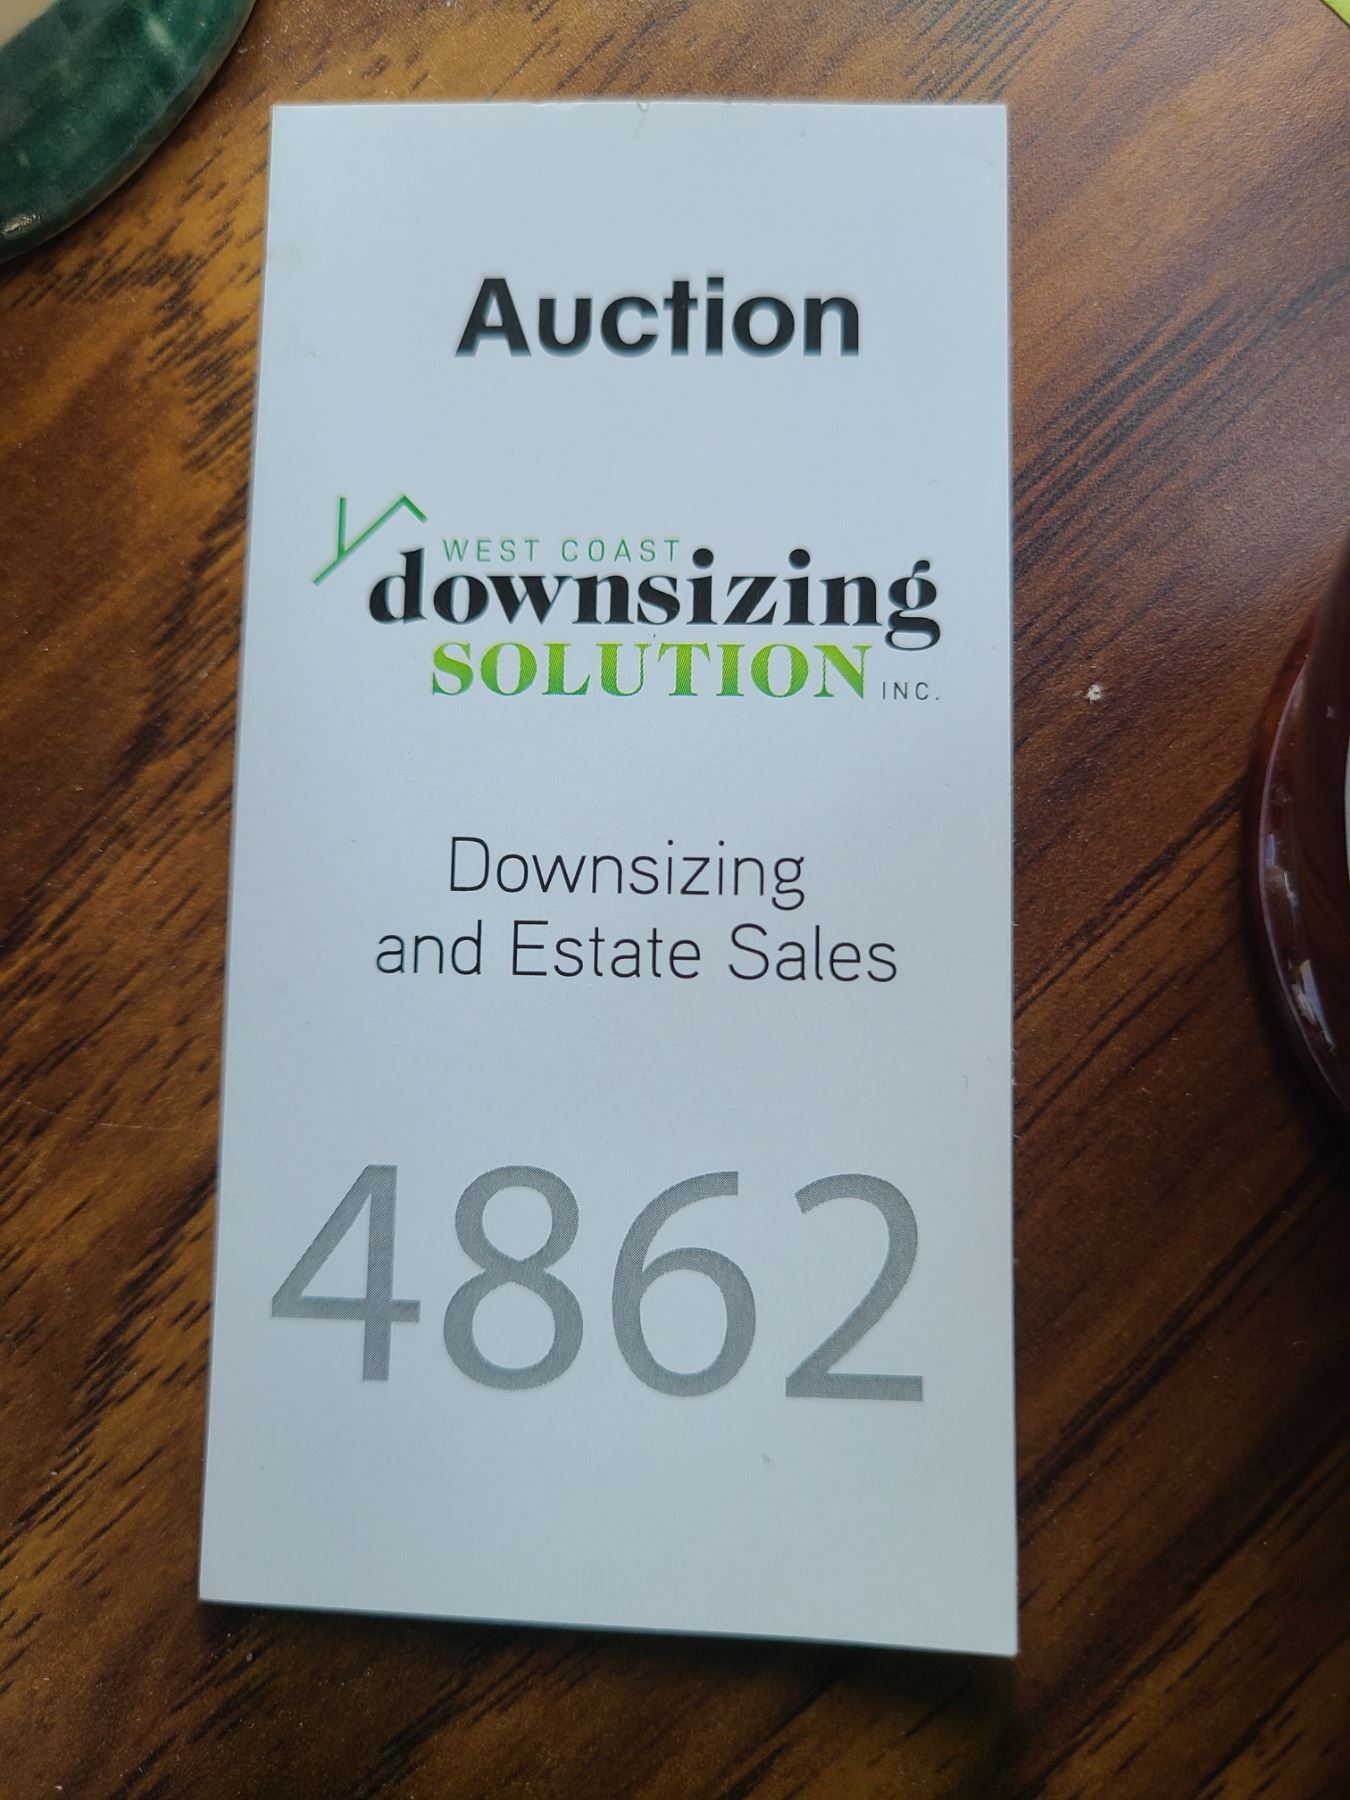 Auction
WEST COAST
downsizing
SOLUTION INC.
Downsizing
and Estate Sales
4862